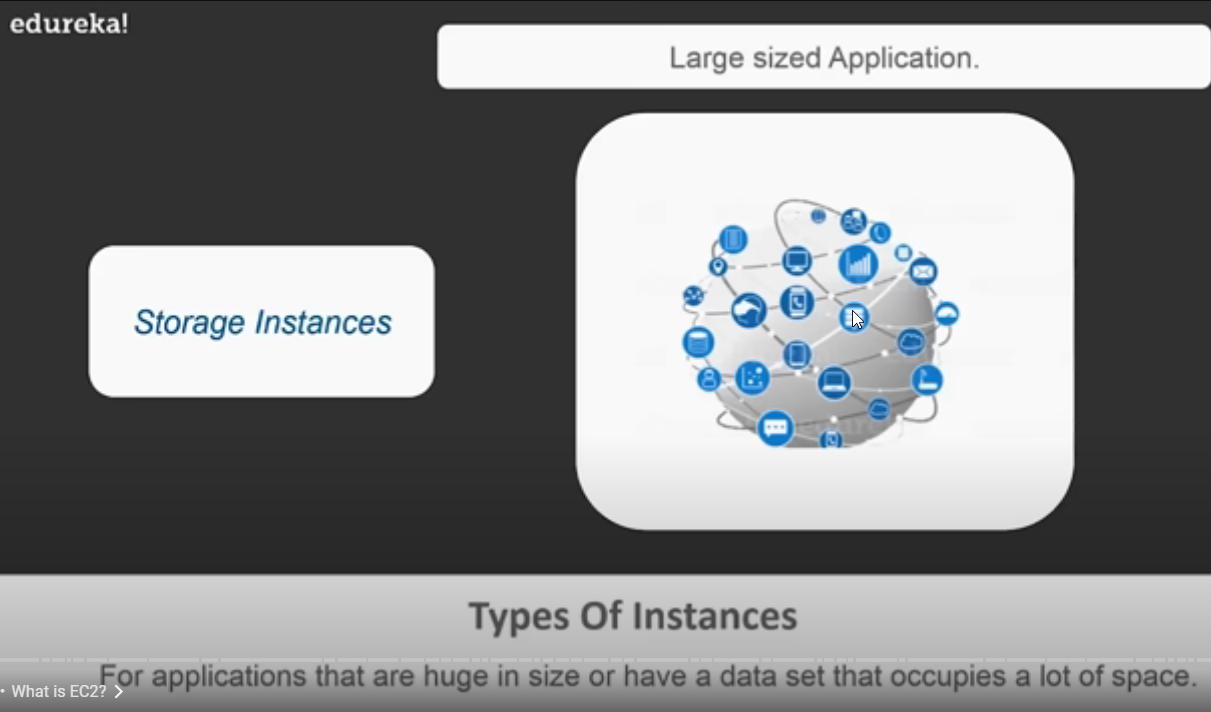 edureka!
Large sized Application.
Storage Instances
Types Of Instances
For applications that are huge in size or have a data set that occupies a lot of space.
• What is EC2? >